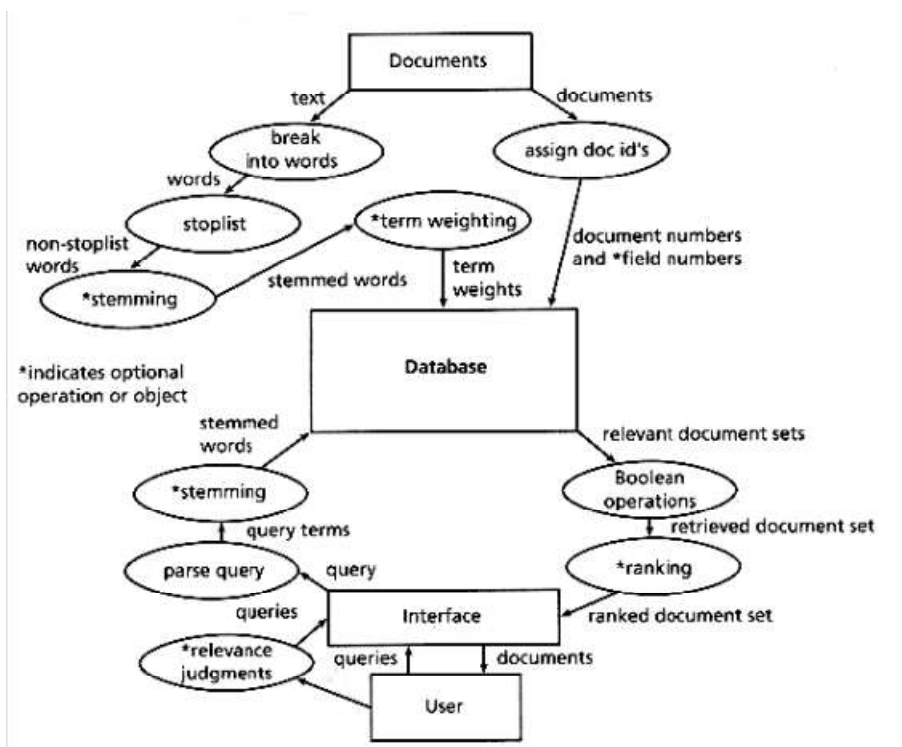 Documents
text
documents
break
into words
assign doc id's
words
stoplist
*term weighting
non-stoplist
words
document numbers
and *field numbers
*stemming
stemmed words
term
weights
Database
*indicates optional
operation or object
stemmed
words
relevant document sets
*stemming
Boolean
operations
query terms
retrieved document set
parse query
query
*ranking
queries
Interface
ranked document set
*relevance
judgments
queries
documents
User